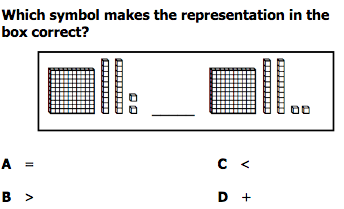 Which symbol makes the representation in the
box correct?
A =
C <
B >
D +